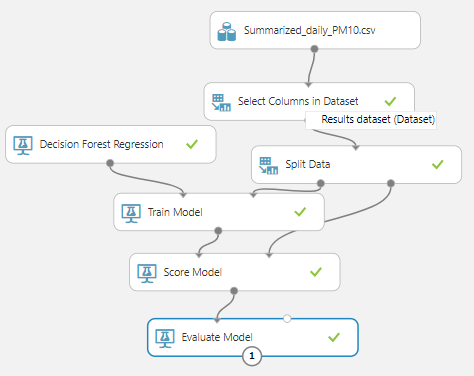 Summarized_daily_PM10.csv
Select Columns in Dataset
Results dataset (Dataset)
Decision Forest Regression
Split Data
Train Model
Score Model
Evaluate Model
1